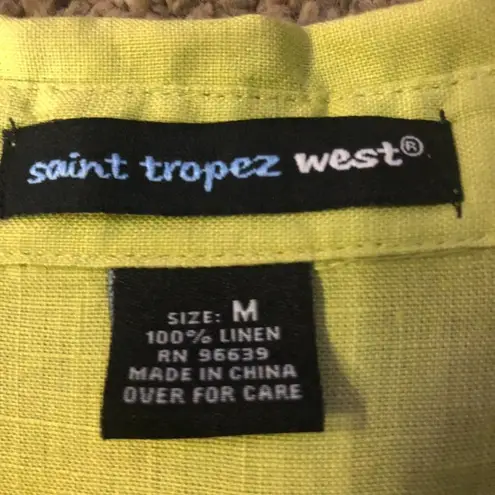 saint tropez west®
SIZE: M
100% LINEN
RN 96639
MADE IN CHINA
OVER FOR CARE